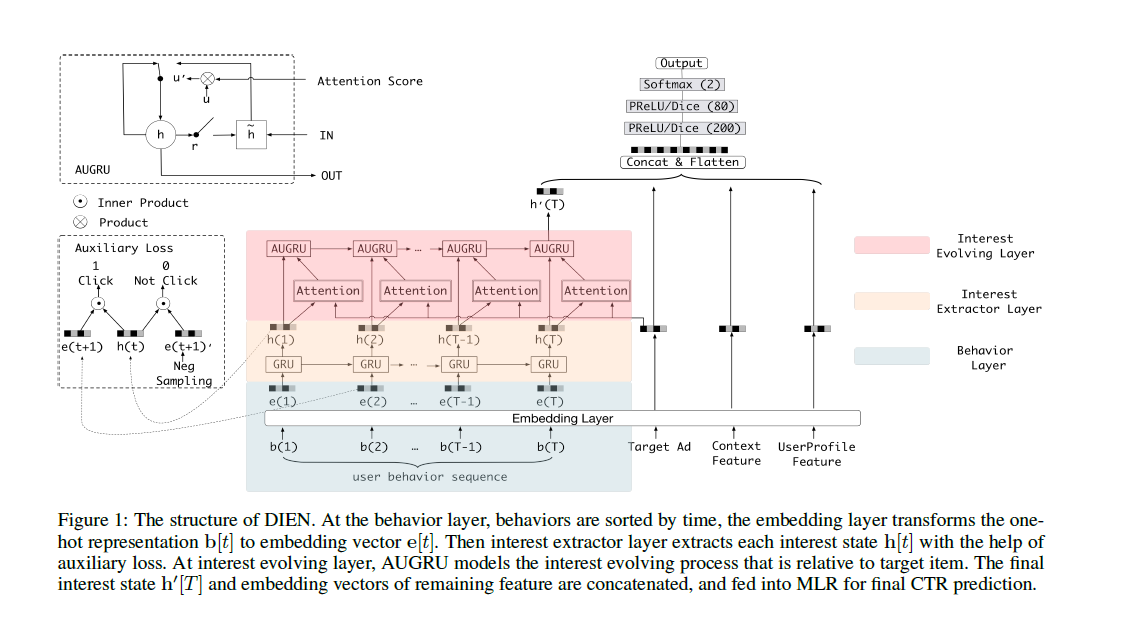 Output
Softmax (2)
PReLU/Dice (80)
PReLU/Dice (200)
Concat & Flatten
u′
Attention Score
u
h
r
h̃
IN
AUGRU
OUT
Inner Product
Product
h′(T)
Auxiliary Loss
1 0
Click Not Click
e(t+1) h(t) e(t+1)′
Neg
Sampling
AUGRU AUGRU ... AUGRU AUGRU
Attention Attention Attention Attention
h(1) h(2) h(T-1) h(T)
GRU GRU ... GRU GRU
e(1) e(2) ... e(T-1) e(T)
Embedding Layer
b(1) b(2) ... b(T-1) b(T)
user behavior sequence
Target Ad
Context
Feature
UserProfile
Feature
Interest
Evolving Layer
Interest
Extractor Layer
Behavior
Layer
Figure 1: The structure of DIEN. At the behavior layer, behaviors are sorted by time, the embedding layer transforms the one-
hot representation b[t] to embedding vector e[t]. Then interest extractor layer extracts each interest state h[t] with the help of
auxiliary loss. At interest evolving layer, AUGRU models the interest evolving process that is relative to target item. The final
interest state h′[T] and embedding vectors of remaining feature are concatenated, and fed into MLR for final CTR prediction.